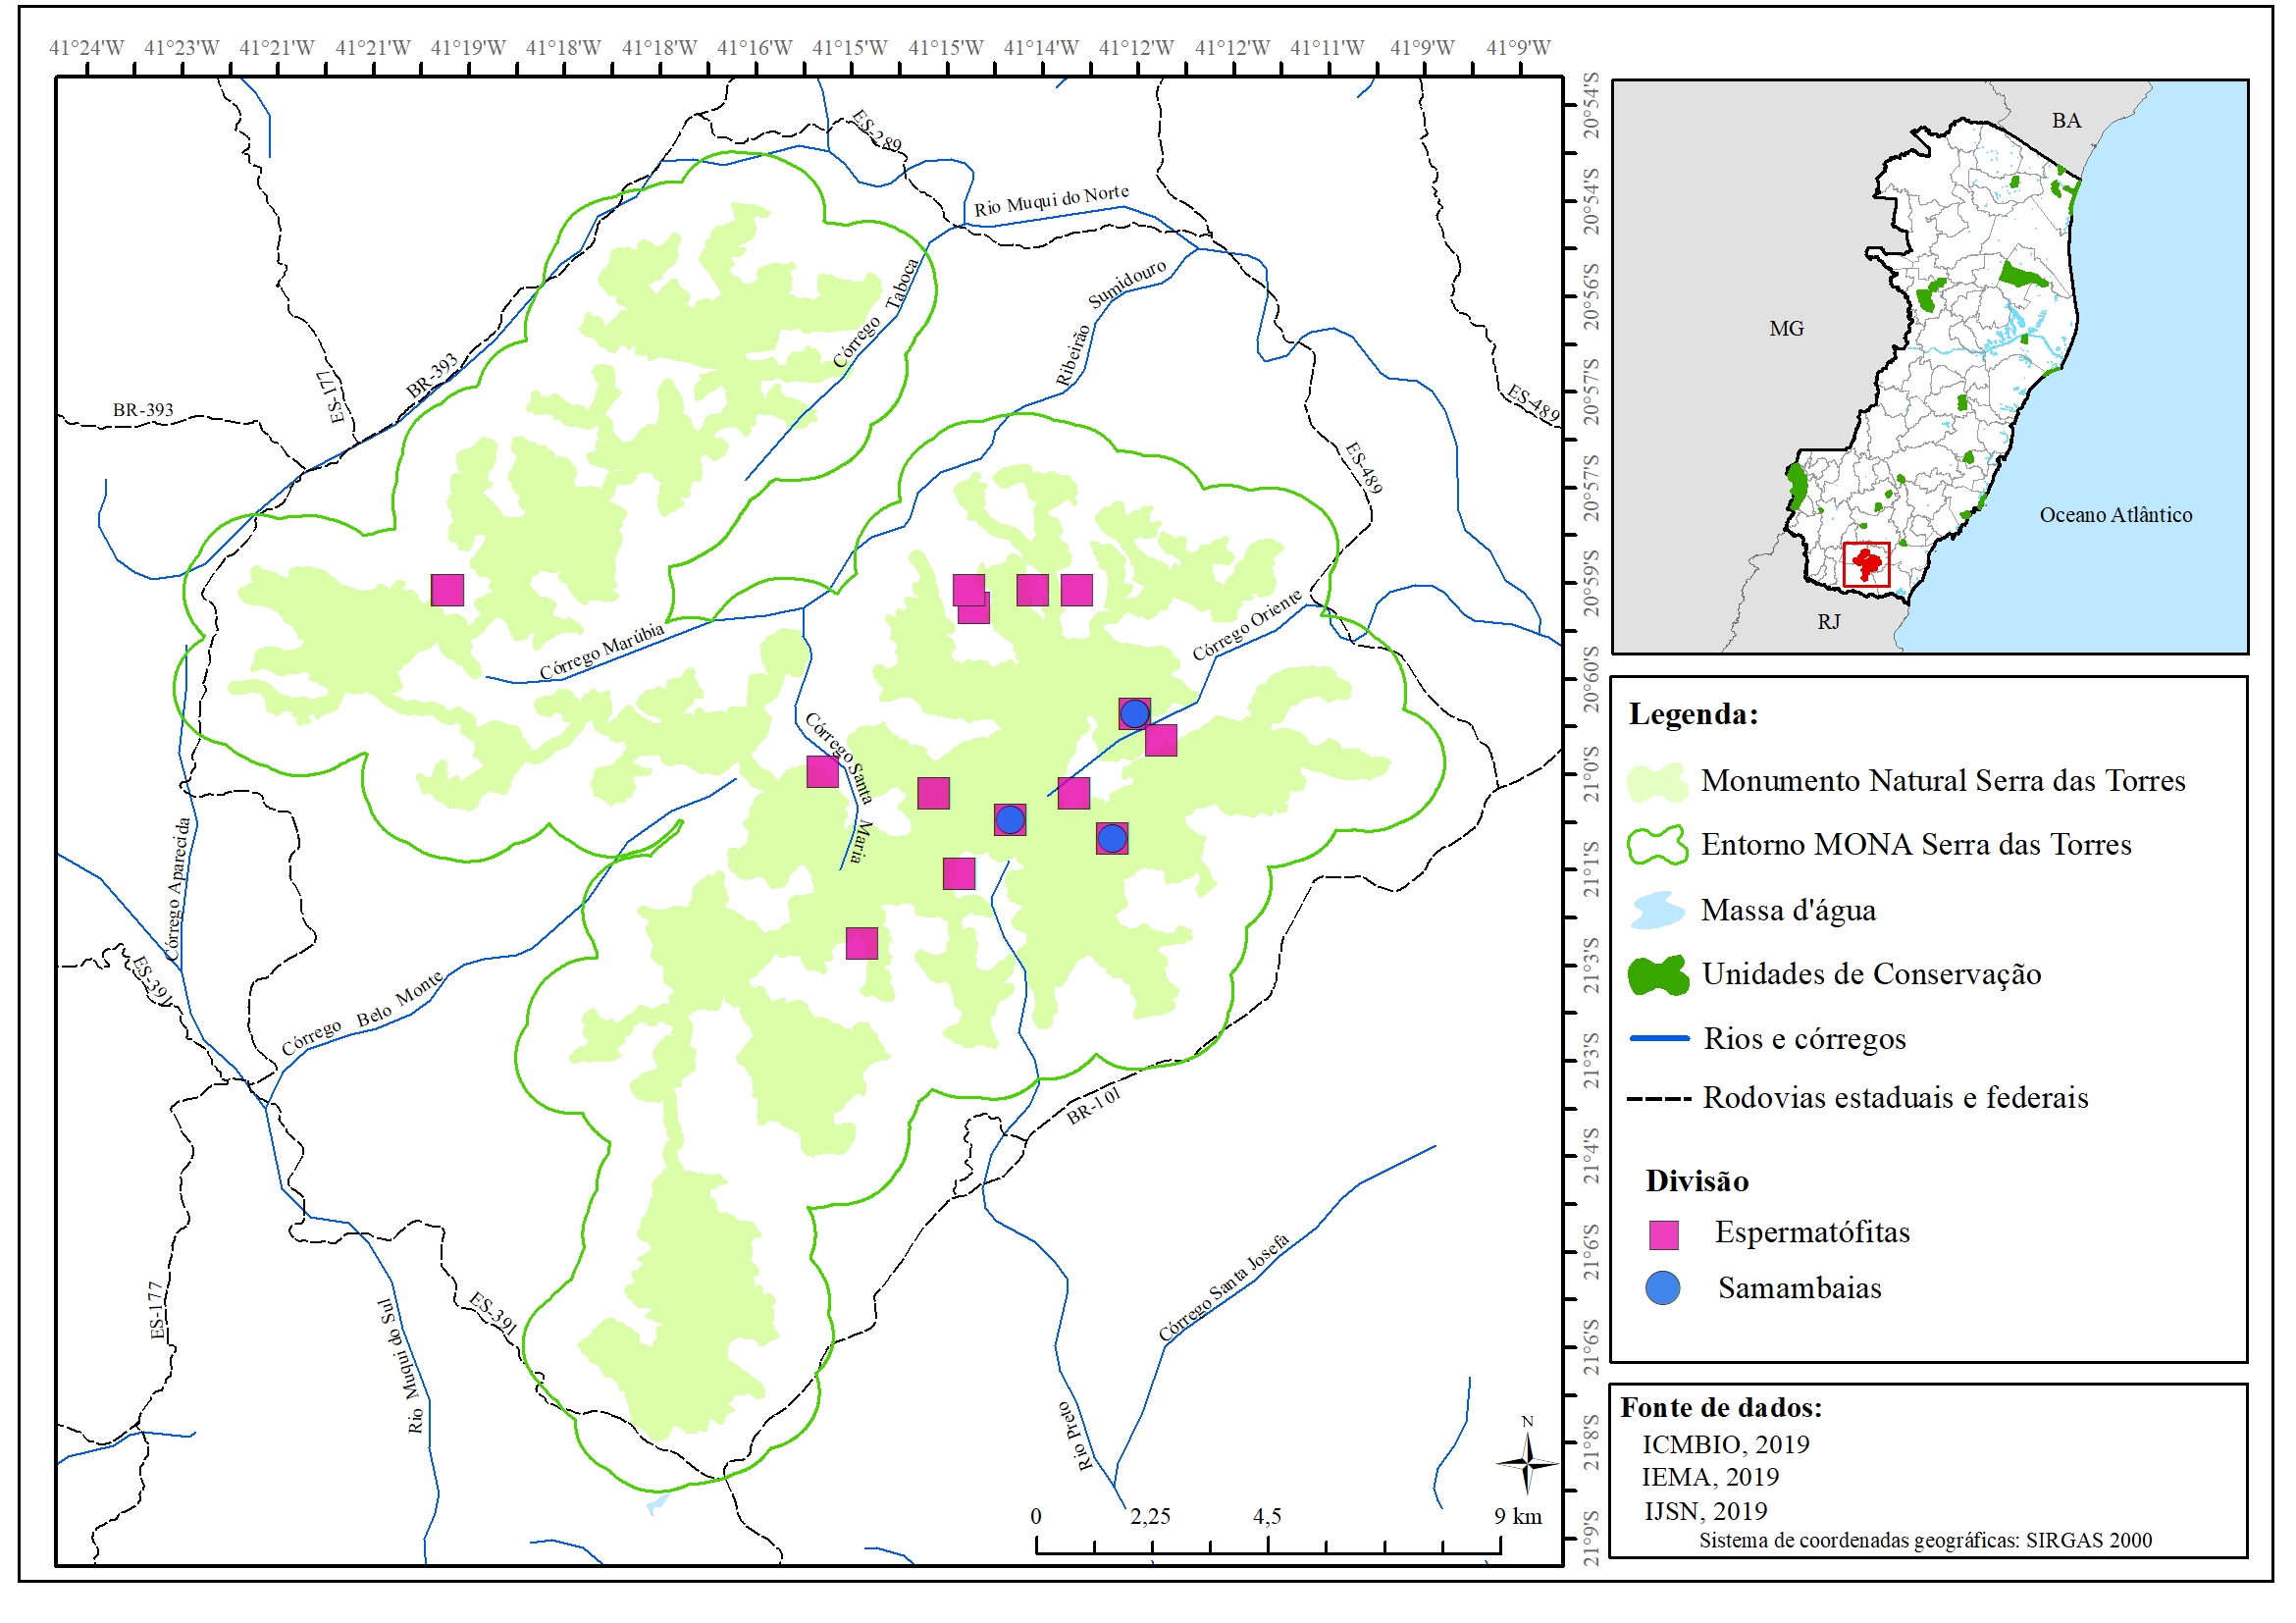 41°24'W 41°23'W 41°21'W 41°21'W 41°19'W 41°18'W 41°18'W 41°16'W 41°15'W 41°15'W 41°14'W 41°12'W 41°12'W 41°11'W 41°9'W 41°9'W
20°54'S
20°54'S
20°56'S
20°57'S
20°57'S
20°59'S
20°60'S
21°0'S
21°1'S
21°3'S
21°3'S
21°4'S
21°6'S
21°6'S
21°8'S
21°9'S
ES-289
Rio Muqui do Norte
Córrego Taboca
Ribeirão Sumidouro
BR-393
ES-177
BR-393
ES-489
ES-489
Córrego Marúbia
Córrego Oriente
Córrego Santa Maria
Córrego Aparecida
ES-391
Córrego Belo Monte
BR-101
ES-177
ES-391
Rio Muqui do Sul
Córrego Santa Josefa
Rio Preto
N
0 2,25 4,5 9 km
BA
MG
Oceano Atlântico
RJ
Legenda:
Monumento Natural Serra das Torres
Entorno MONA Serra das Torres
Massa d'água
Unidades de Conservação
Rios e córregos
Rodovias estaduais e federais
Divisão
Espermatófitas
Samambaias
Fonte de dados:
ICMBIO, 2019
IEMA, 2019
IJSN, 2019
Sistema de coordenadas geográficas: SIRGAS 2000